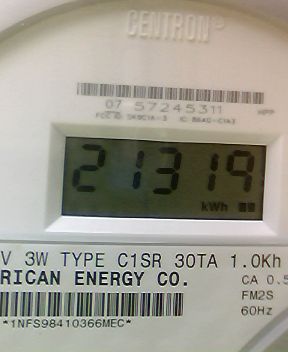 CENTRON®
07 57245311
21319
kWh
V 3W TYPE C1SR 30TA 1.0Kh
RICAN ENERGY CO.
CA 0.5
FM2S
60Hz
*1NFS98410366MEC*